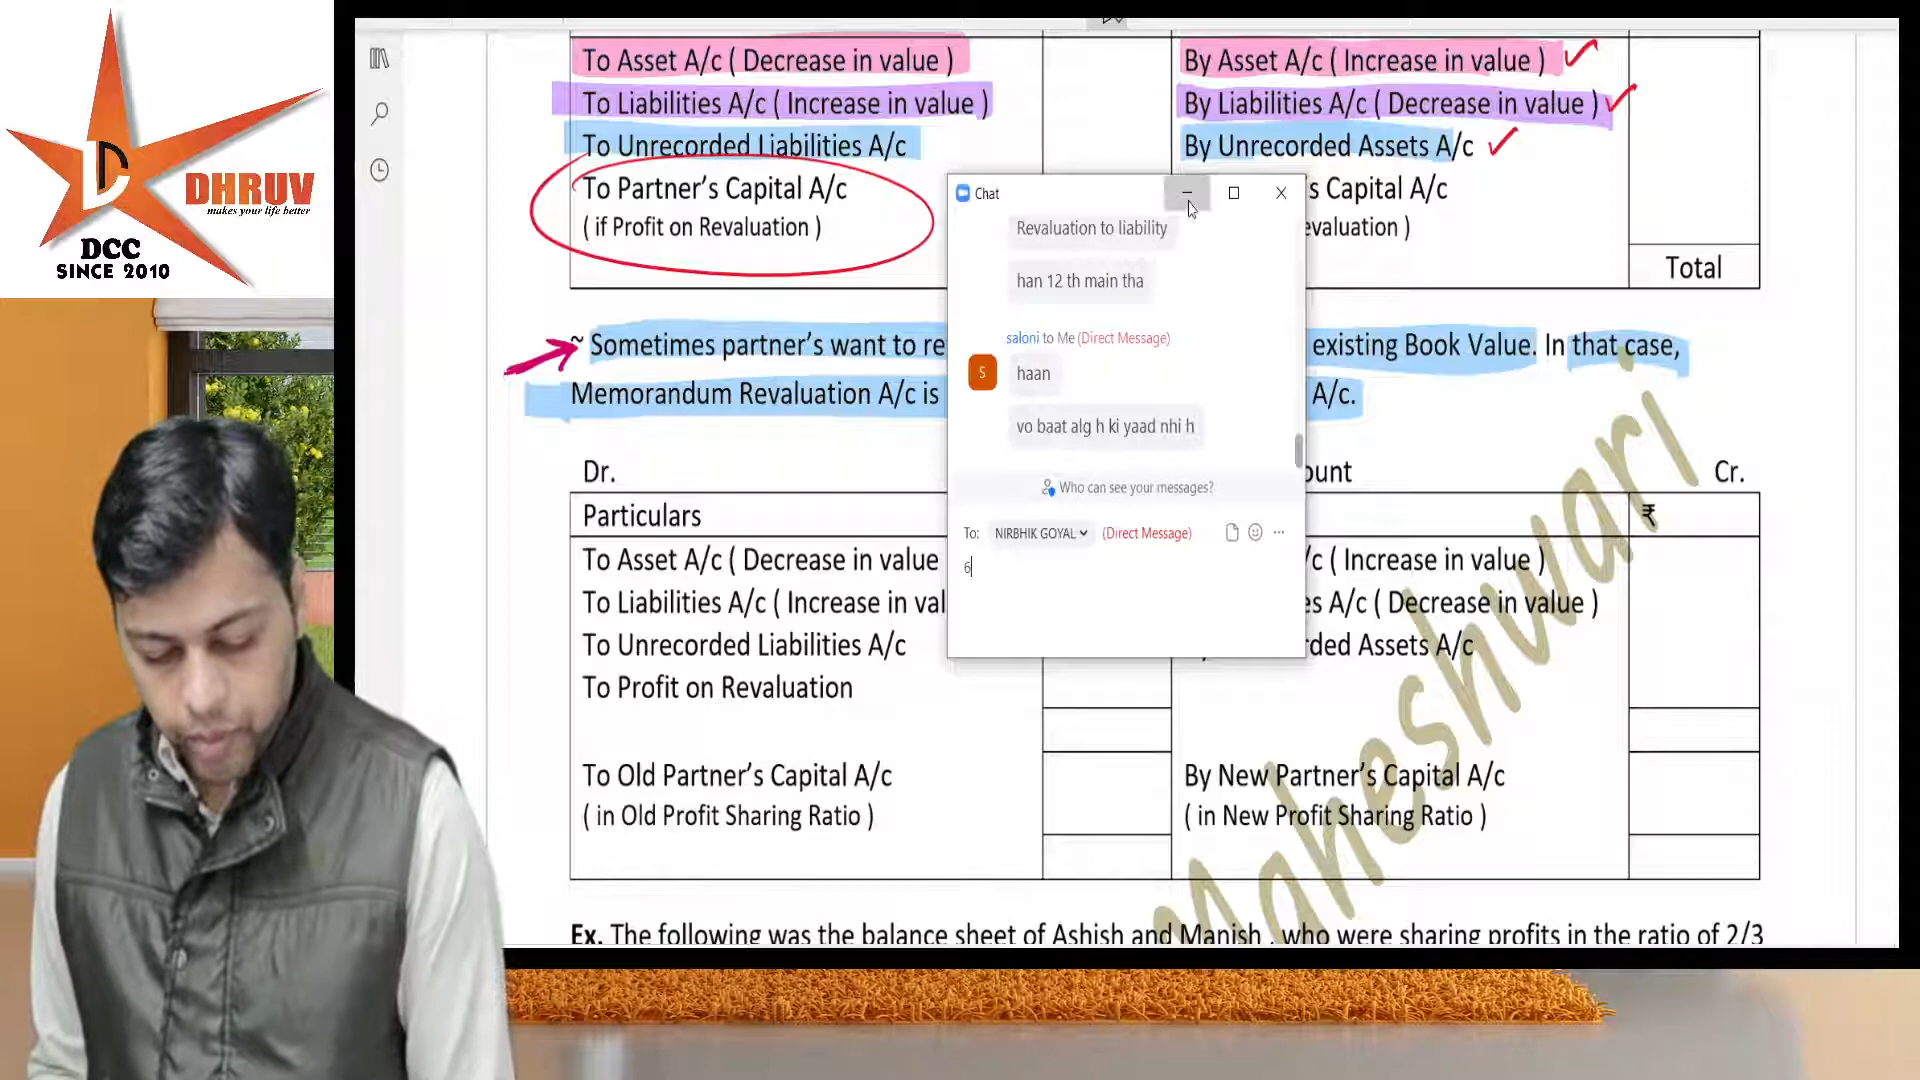 DHRUV
makes your life better
DCC
SINCE 2010
To Asset A/c ( Decrease in value )
By Asset A/c ( Increase in value )
To Liabilities A/c ( Increase in value )
By Liabilities A/c ( Decrease in value )
To Unrecorded Liabilities A/c
By Unrecorded Assets A/c
To Partner's Capital A/c
s Capital A/c
( if Profit on Revaluation )
evaluation )
Total
Chat
Revaluation to liability
han 12 th main tha
saloni to Me (Direct Message)
S
haan
vo baat alg h ki yaad nhi h
Who can see your messages?
To: NIRBHIK GOYAL (Direct Message)
6
~ Sometimes partner's want to re
existing Book Value. In that case,
Memorandum Revaluation A/c is
A/c.
Dr.
ount
Cr.
Particulars
₹
To Asset A/c ( Decrease in value
/c ( Increase in value )
To Liabilities A/c ( Increase in val
es A/c ( Decrease in value )
To Unrecorded Liabilities A/c
ded Assets A/c
To Profit on Revaluation
To Old Partner's Capital A/c
By New Partner's Capital A/c
( in Old Profit Sharing Ratio )
( in New Profit Sharing Ratio )
Maheshwari
Ex. The following was the balance sheet of Ashish and Manish , who were sharing profits in the ratio of 2/3